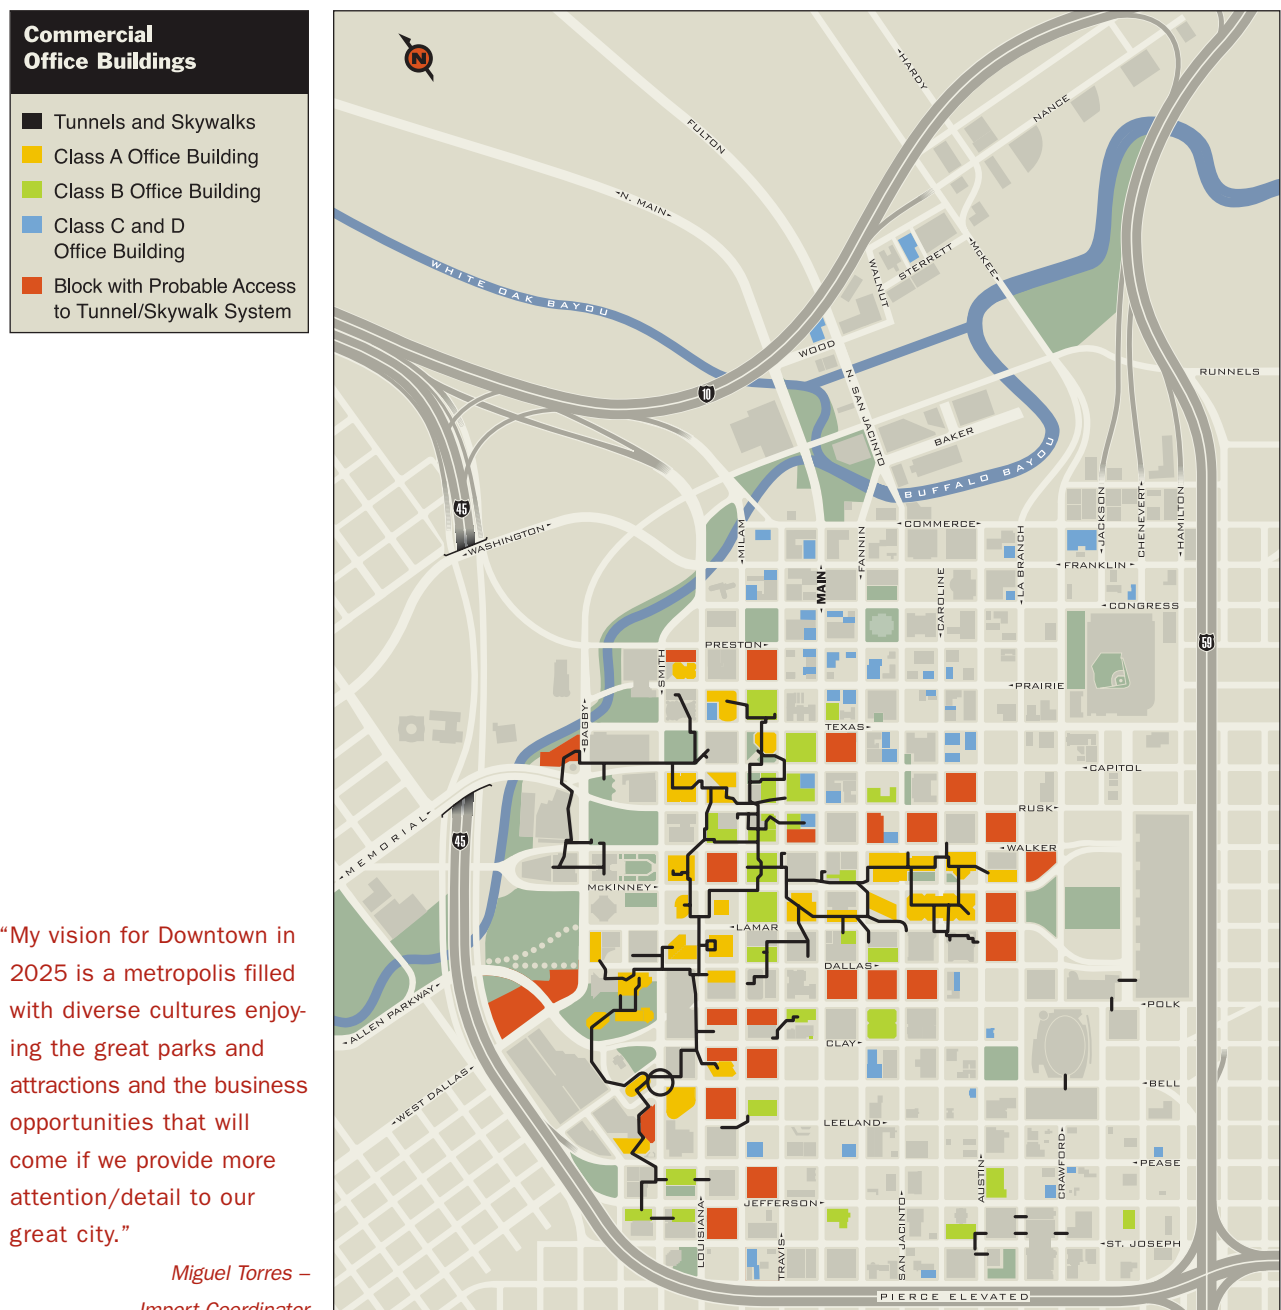 Commercial
Office Buildings
Tunnels and Skywalks
Class A Office Building
Class B Office Building
Class C and D
Office Building
Block with Probable Access
to Tunnel/Skywalk System
“My vision for Downtown in
2025 is a metropolis filled
with diverse cultures enjoy-
ing the great parks and
attractions and the business
opportunities that will
come if we provide more
attention/detail to our
great city.”
Miguel Torres –
Import Coordinator
N
HARDY
NANCE
FULTON
N. MAIN
McKEE
STERRETT
WALNUT
WHITE OAK BAYOU
WOOD
RUNNELS
10
N. SAN JACINTO
BAKER
BUFFALO BAYOU
45
WASHINGTON
MILAM
FANNIN
COMMERCE
LA BRANCH
JACKSON
CHENEVERT
HAMILTON
FRANKLIN
MAIN
CAROLINE
CONGRESS
PRESTON
59
SMITH
PRAIRIE
BAGBY
TEXAS
CAPITOL
RUSK
MEMORIAL
45
WALKER
McKINNEY
LAMAR
DALLAS
ALLEN PARKWAY
POLK
CLAY
WEST DALLAS
BELL
LEELAND
CRAWFORD
AUSTIN
PEASE
JEFFERSON
LOUISIANA
TRAVIS
SAN JACINTO
ST. JOSEPH
PIERCE ELEVATED